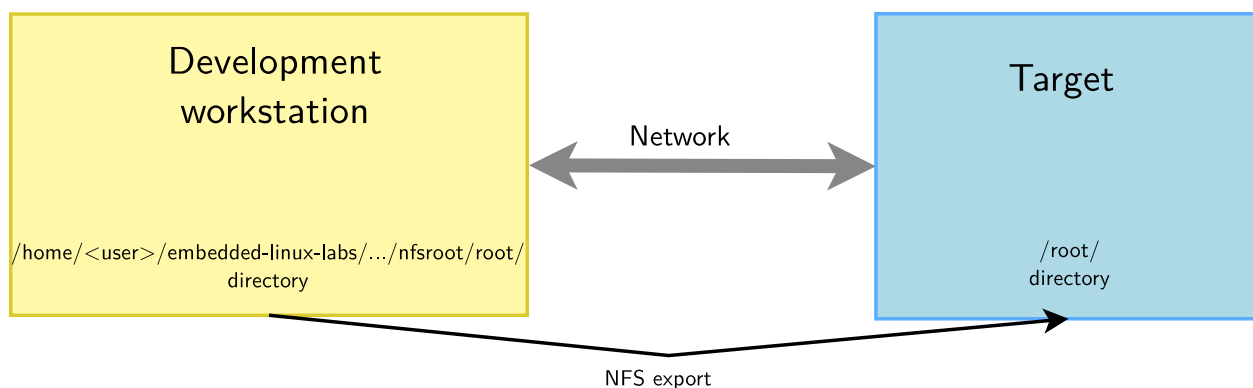 Development
workstation
Target
Network
/home/<user>/embedded-linux-labs/.../nfsroot/root/
directory
/root/
directory
NFS export